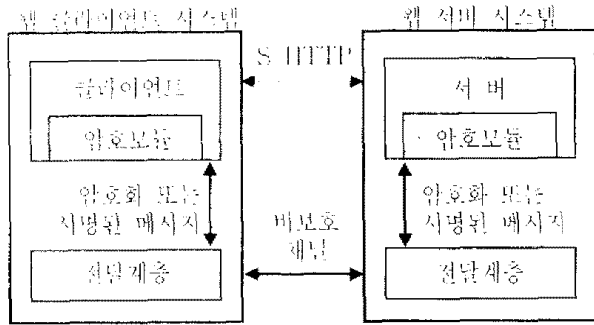 웹 클라이언트 시스템
웹 서버 시스템
S-HTTP
클라이언트
암호모듈
서 버
암호모듈
암호화 또는
서명된 메시지
암호화 또는
서명된 메시지
비보호
채널
전달계층
전달계층